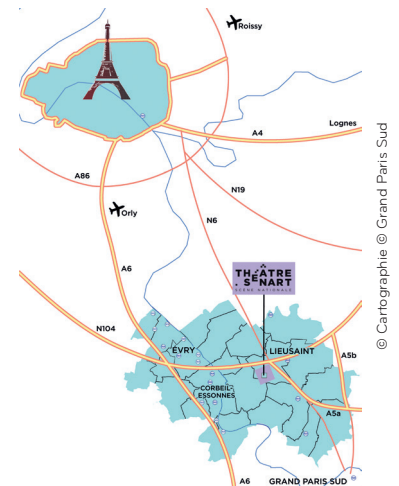 Roissy
Lognes
A4
A86
N19
Orly
N6
A6
THÉÂTRE
SÉNART
SCÈNE NATIONALE
N104
ÉVRY
LIEUSAINT
A5b
CORBEIL-
ESSONNES
A5a
A6
GRAND PARIS SUD
© Cartographie © Grand Paris Sud